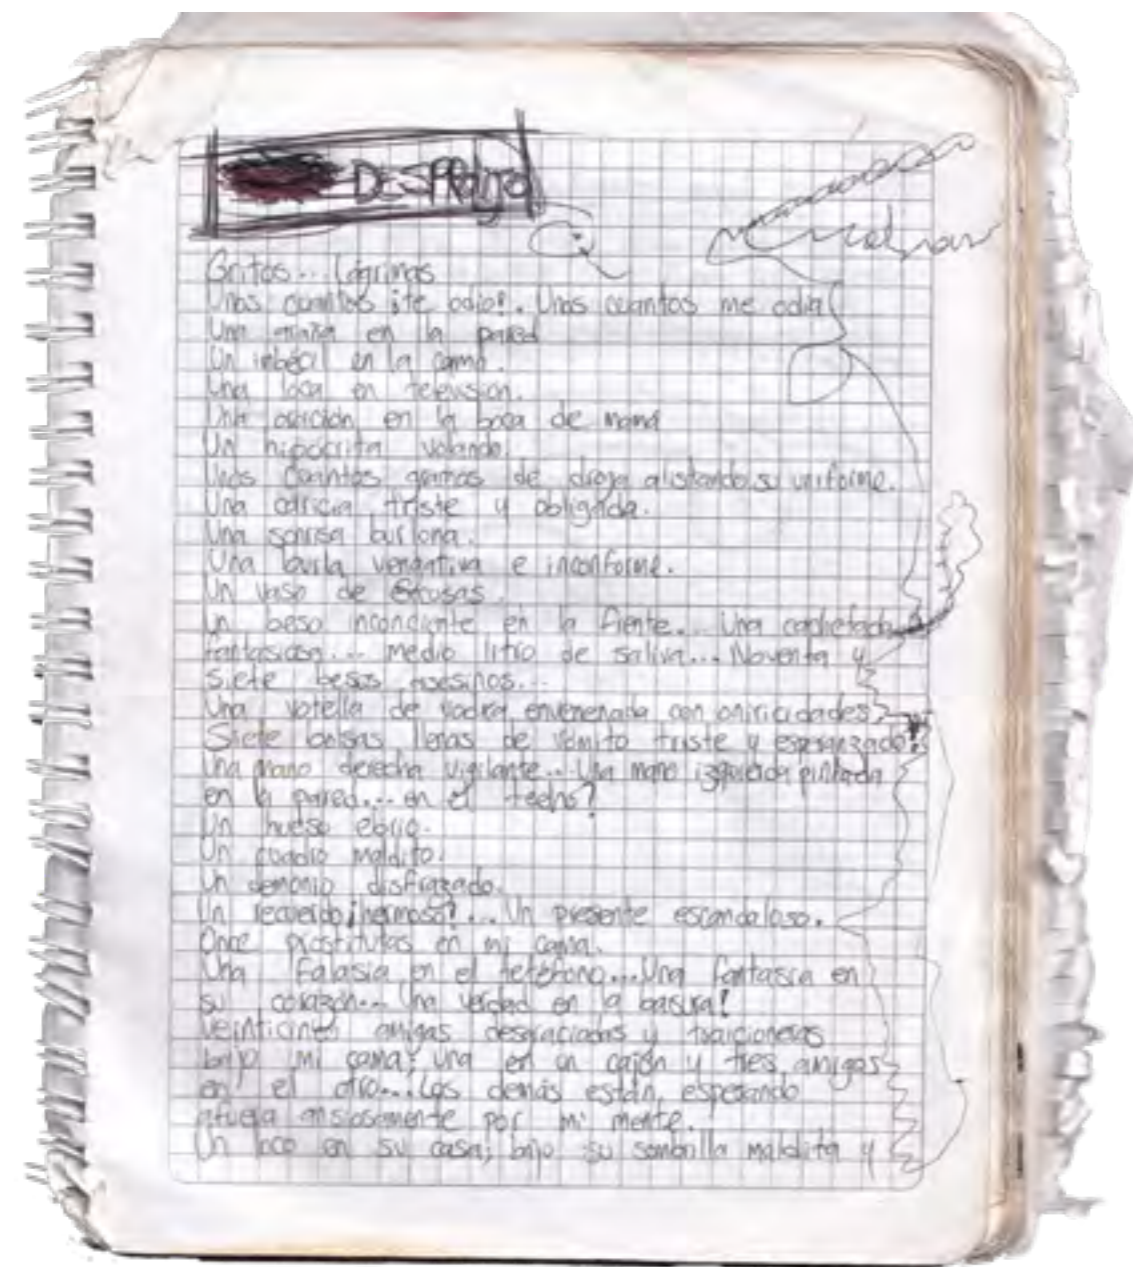 DESPRoljo
Gritos... Lágrimas
Unos cuantos ¡te odio!. Unos cuantos me odia
Una araña en la pared
Un imbécil en la cama.
Una loca en televisión.
Una oración en la boca de mamá
Un hipócrita volando.
Unos cuantos gramos de droga alistando su uniforme.
Una caricia triste y obligada.
Una sonrisa burlona.
Una burla vengativa e inconforme.
Un vaso de Excusas.
Un beso incondicente en la frente... Una cachetada
fantasiosa... medio litro de saliva... Noventa y
siete besos asesinos...
Una votella de vodka envenenada con oniricidades
Siete bolsas llenas de vómito triste y esperanzado.
Una mano derecha vigilante... Una mano izquierda pintada
en la pared... en el techo?
Un hueso ebrio.
Un cuadro maldito.
Un demonio disfrazado.
Un recuerdo ¡hermoso?... Un presente escandaloso.
Once prostitutas en mi cama.
Una falasia en el teléfono... Una fantasia en
su corazón... Una verdad en la basura!
Veinticinco amigas desgraciadas y traicioneras
bajo mi cama; una en un cajón y tres amigos
en el otro... Los demás están, esperando
afuera ansiosamente por mi mente.
Un loco en su casa; bajo su sombrilla maldita y